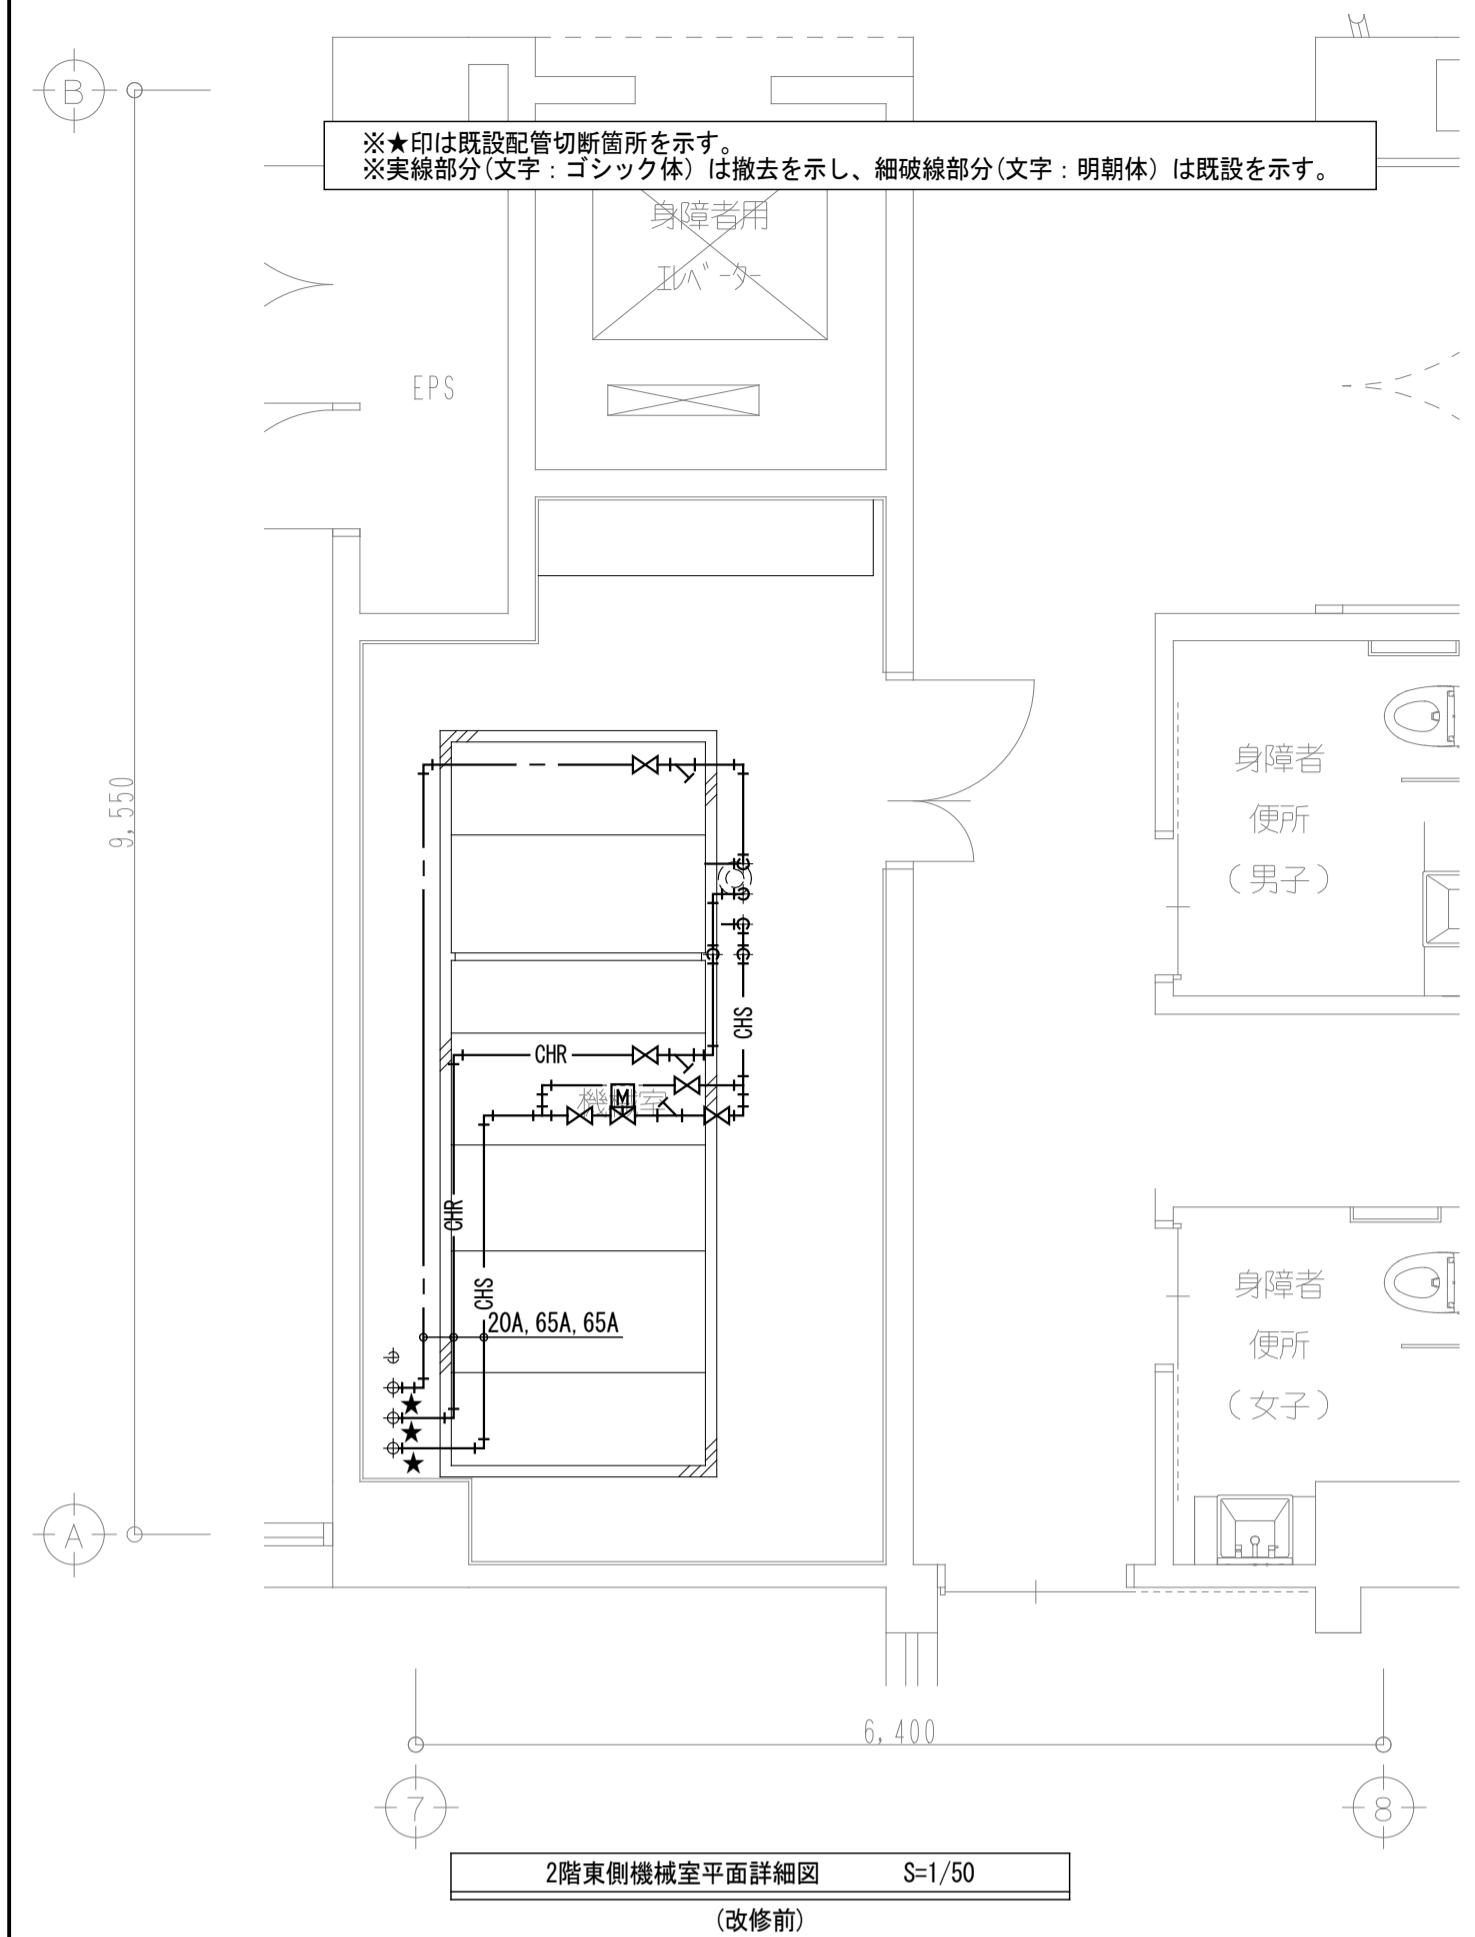 B
※★印は既設配管切断箇所を示す。
※実線部分(文字：ゴシック体) は撤去を示し、細破線部分(文字：明朝体) は既設を示す。
身障者用
エレベーター
EPS
9,550
身障者
便所
(男子)
CHS
CHR
M
機械室
CHR
CHS
20A, 65A, 65A
★
★
★
身障者
便所
(女子)
A
6,400
7
8
2階東側機械室平面詳細図 S=1/50
(改修前)